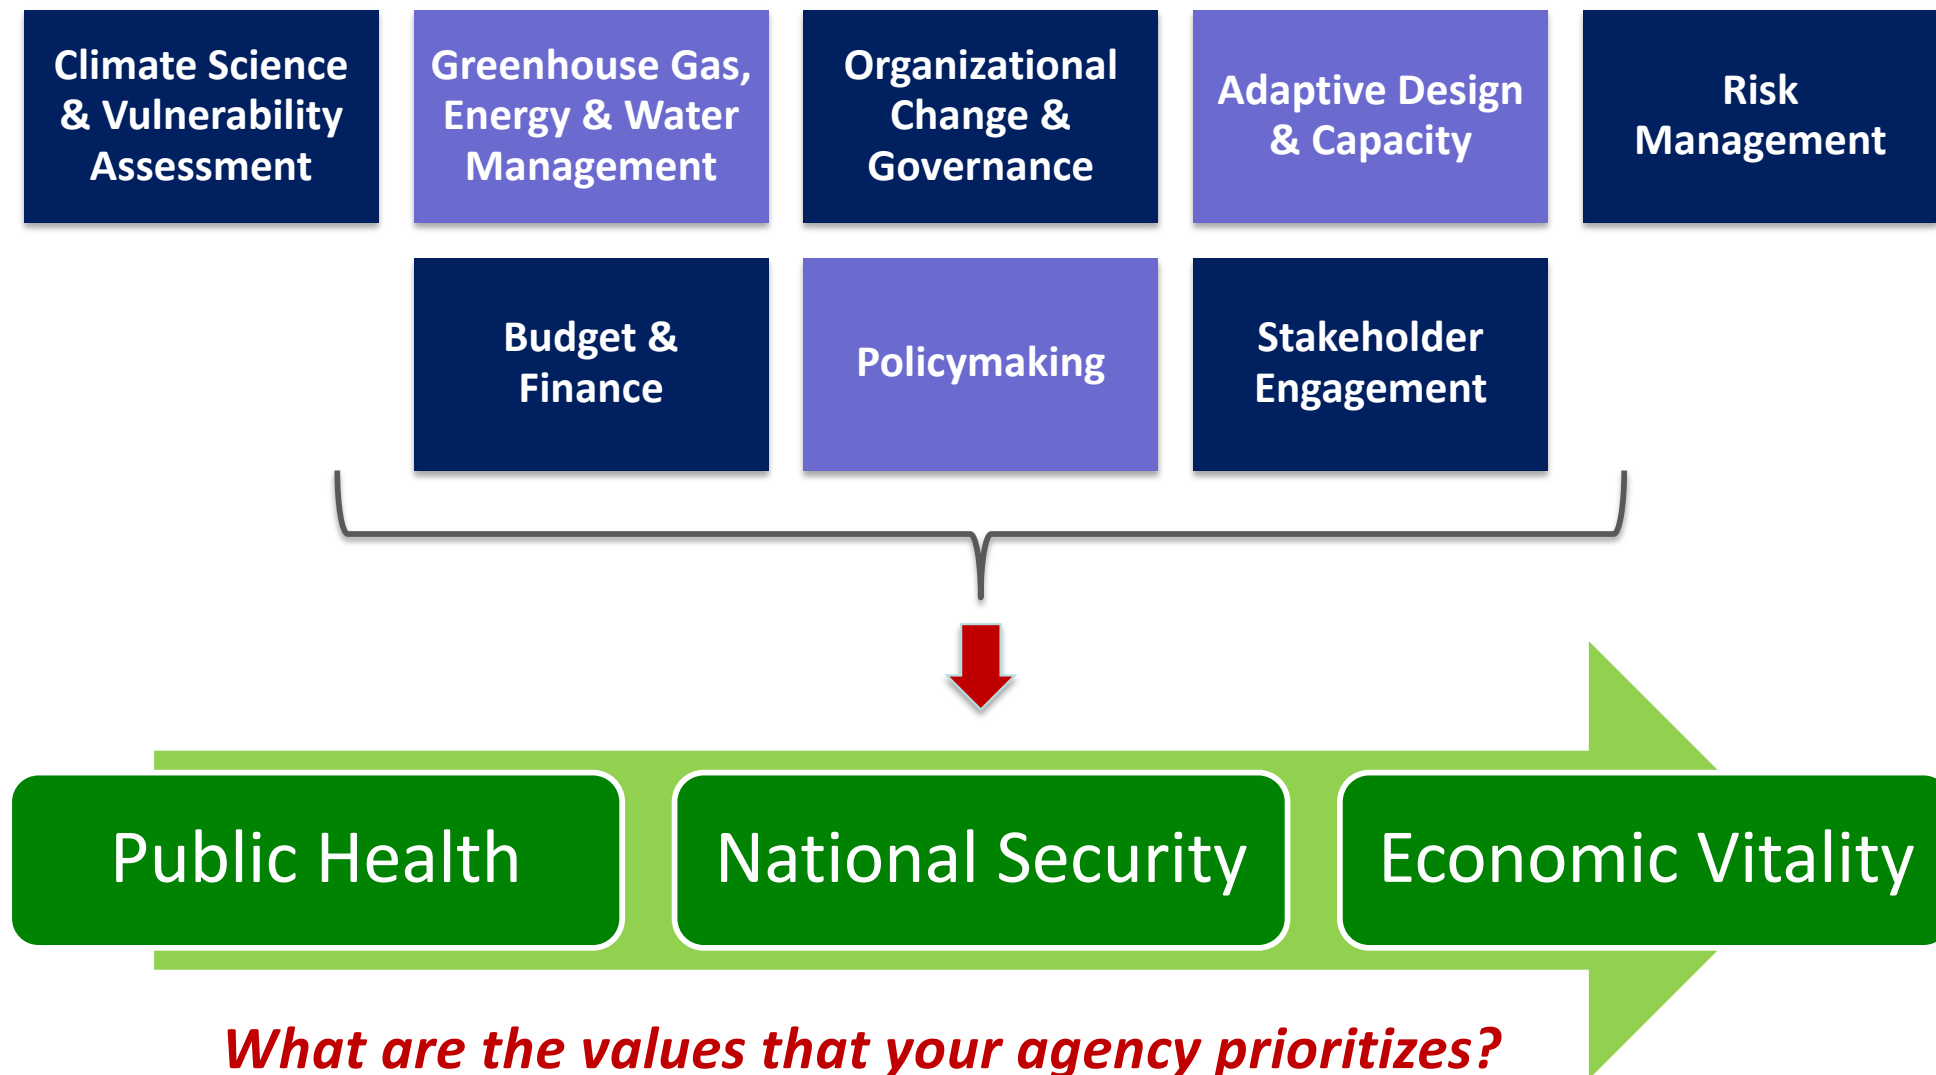 Climate Science
& Vulnerability
Assessment
Greenhouse Gas,
Energy & Water
Management
Organizational
Change &
Governance
Adaptive Design
& Capacity
Risk
Management
Budget &
Finance
Policymaking
Stakeholder
Engagement
Public Health
National Security
Economic Vitality
What are the values that your agency prioritizes?